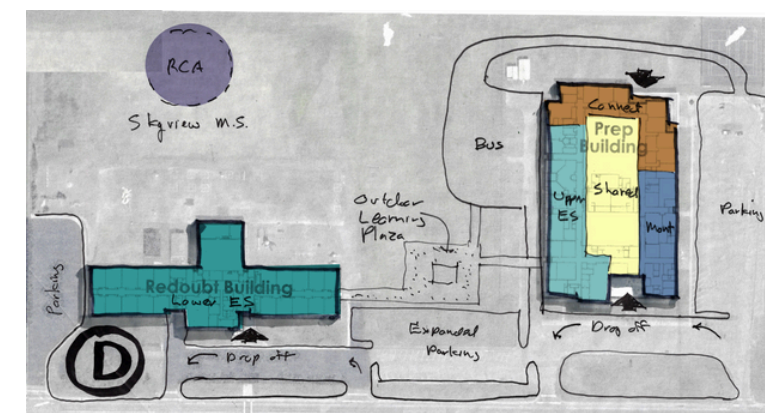 RCA
Skyview M.S.
Connect
Prep
Building
Bus
Shared
Upper
ES
Mont
Parking
Outdoor
Learning
Plaza
Parking
Redoubt Building
Lower ES
Expanded
Parking
Drop off
Drop off
D